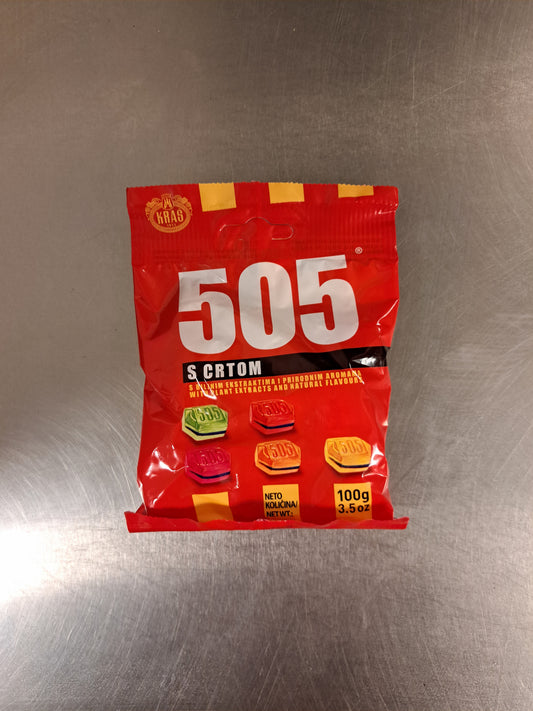 KRAŠ
505
®
S CRTOM
S BILJNIM EKSTRAKTIMA I PRIRODNIM AROMAMA
WITH PLANT EXTRACTS AND NATURAL FLAVOURS
505 505
505 505 505
NETO
KOLIČINA/
NET WT.:
100g
3.5 oz